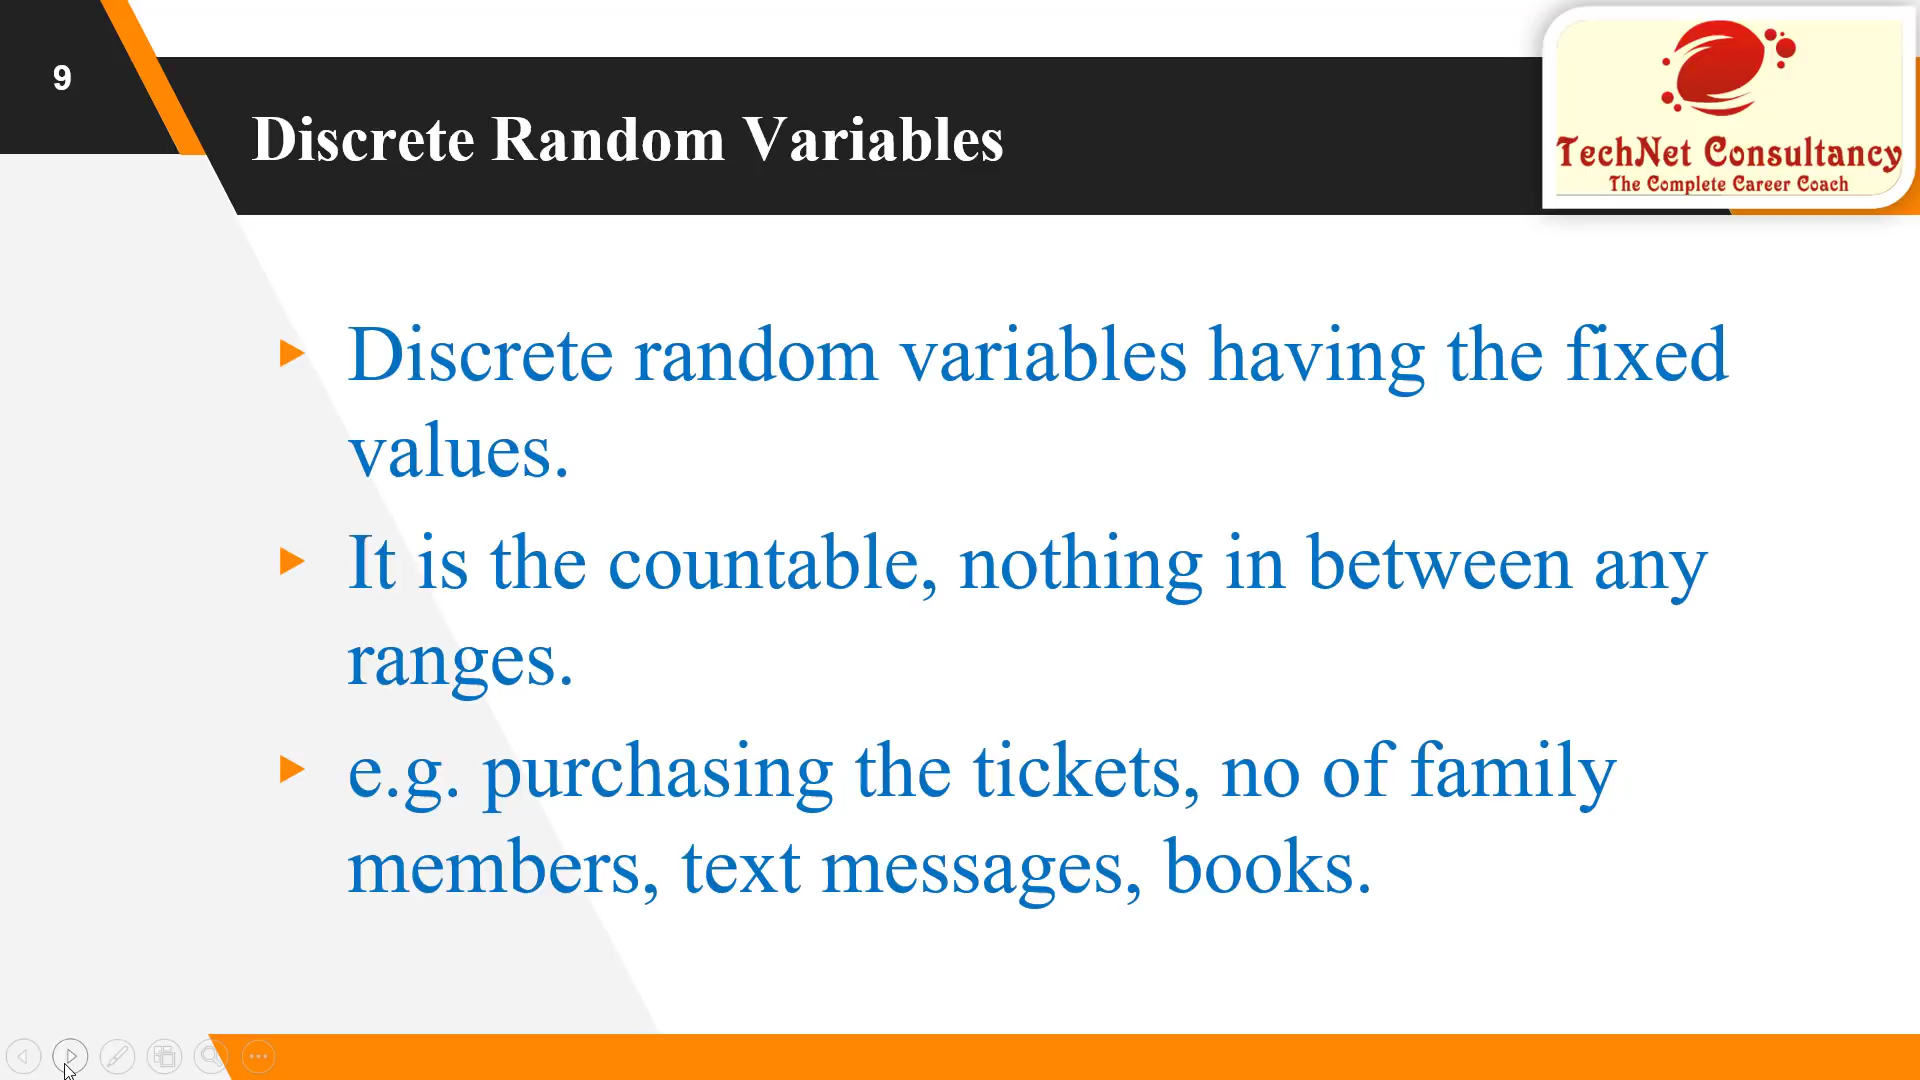 9
Discrete Random Variables
TechNet Consultancy
The Complete Career Coach
Discrete random variables having the fixed
values.
It is the countable, nothing in between any
ranges.
e.g. purchasing the tickets, no of family
members, text messages, books.